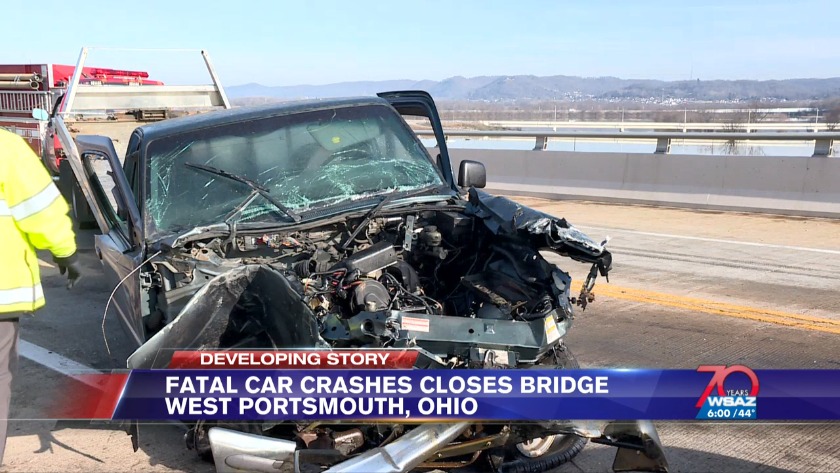 DEVELOPING STORY
FATAL CAR CRASHES CLOSES BRIDGE
WEST PORTSMOUTH, OHIO
70
YEARS
WSAZ
6:00 44°